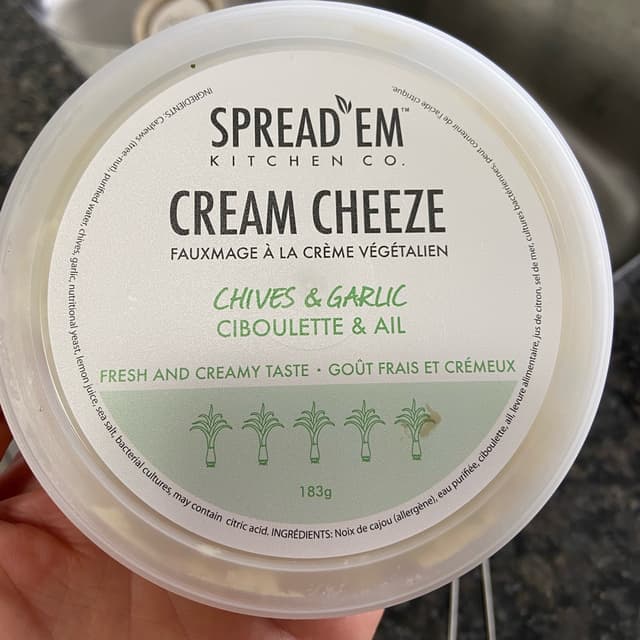 SPREAD'EM™
KITCHEN CO.
CREAM CHEEZE
FAUXMAGE À LA CRÈME VÉGÉTALIEN
CHIVES & GARLIC
CIBOULETTE & AIL
FRESH AND CREAMY TASTE • GOÛT FRAIS ET CRÉMEUX
183g
INGREDIENTS: Cashews (tree nut), purified water, chives, garlic, nutritional yeast, lemon juice, sea salt, bacterial cultures, may contain citric acid. INGRÉDIENTS: Noix de cajou (allergène), eau purifiée, ciboulette, ail, levure alimentaire, jus de citron, sel de mer, cultures bactériennes, peut contenir de l'acide citrique.